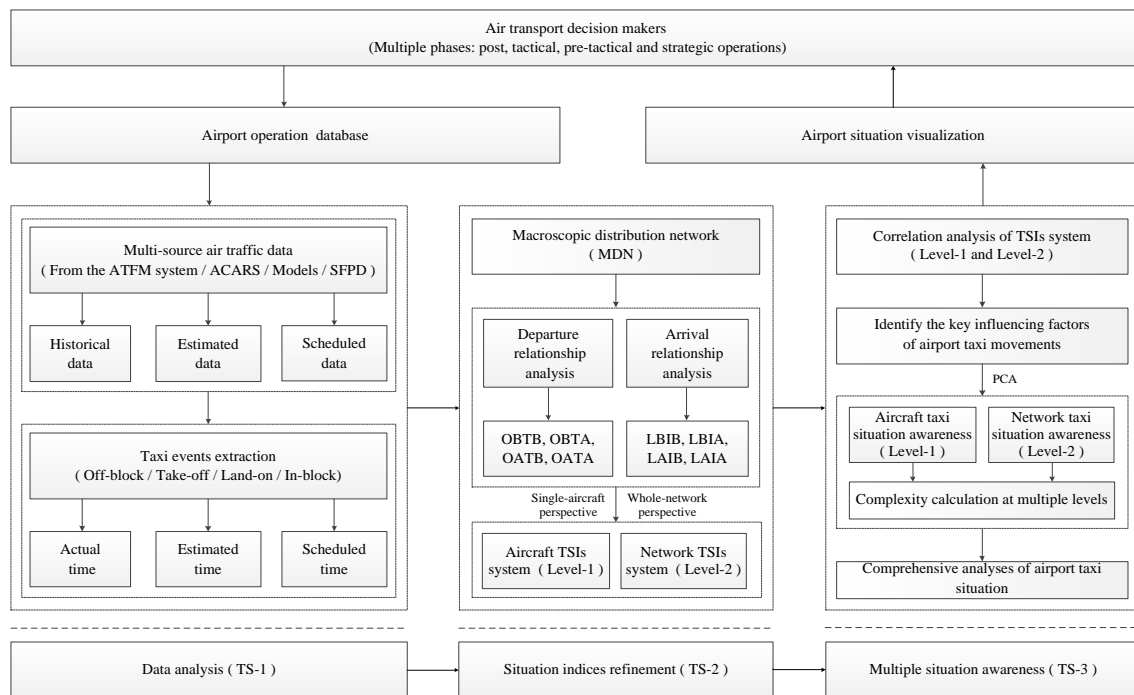 Air transport decision makers
(Multiple phases: post, tactical, pre-tactical and strategic operations)
Airport operation database
Airport situation visualization
Multi-source air traffic data
( From the ATFM system / ACARS / Models / SFPD )
Historical
data
Estimated
data
Scheduled
data
Taxi events extraction
( Off-block / Take-off / Land-on / In-block)
Actual
time
Estimated
time
Scheduled
time
Macroscopic distribution network
( MDN )
Departure
relationship
analysis
Arrival
relationship
analysis
OBTB, OBTA,
OATB, OATA
LBIB, LBIA,
LAIB, LAIA
Single-aircraft
perspective
Whole-network
perspective
Aircraft TSIs
system ( Level-1 )
Network TSIs
system ( Level-2 )
Correlation analysis of TSIs system
( Level-1 and Level-2 )
Identify the key influencing factors
of airport taxi movements
PCA
Aircraft taxi
situation awareness
( Level-1 )
Network taxi
situation awareness
( Level-2 )
Complexity calculation at multiple levels
Comprehensive analyses of airport taxi
situation
Data analysis ( TS-1 )
Situation indices refinement ( TS-2 )
Multiple situation awareness ( TS-3 )